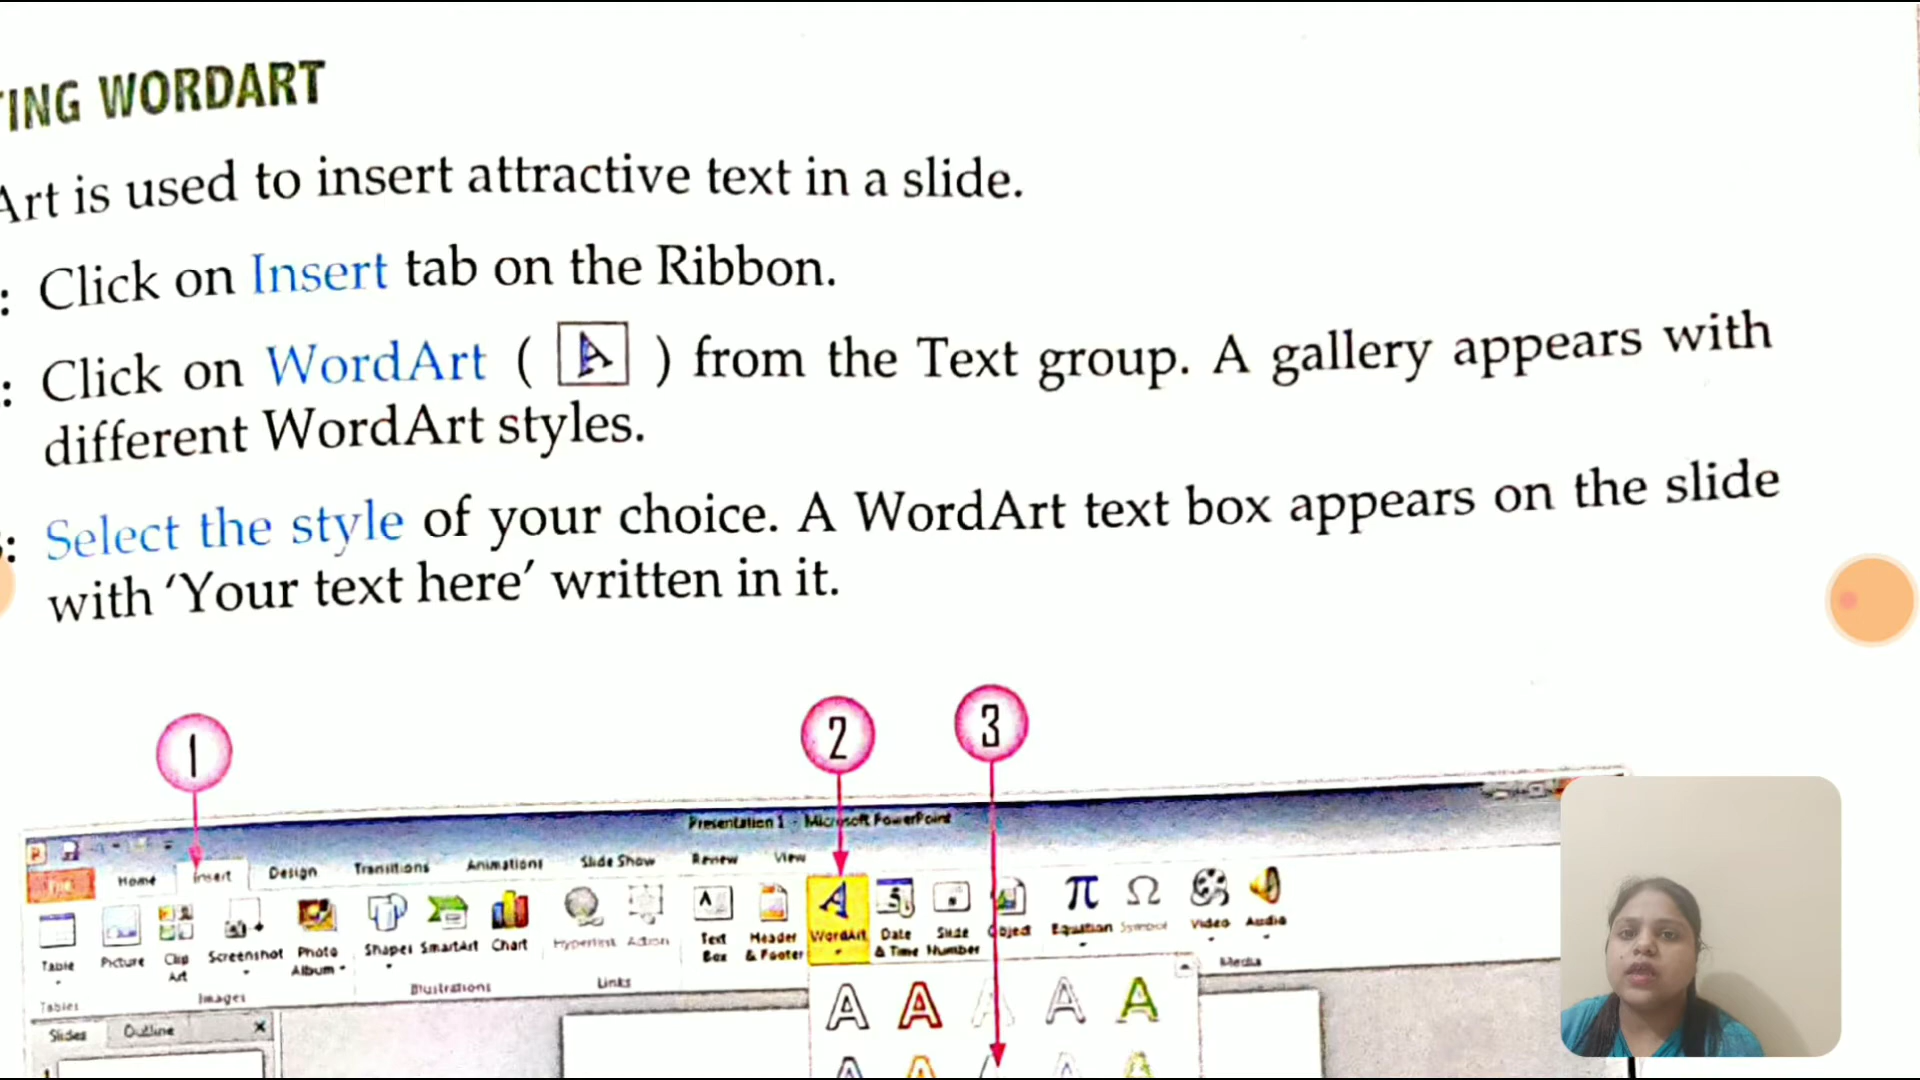 TING WORDART
Art is used to insert attractive text in a slide.
: Click on Insert tab on the Ribbon.
: Click on WordArt ( A ) from the Text group. A gallery appears with
different WordArt styles.
: Select the style of your choice. A WordArt text box appears on the slide
with ‘Your text here’ written in it.
1 2 3
Presentation 1 - Microsoft PowerPoint
Home Insert Design Transitions Animations Slide Show Review View
Table Picture Clip Art Screenshot Photo Album Shapes SmartArt Chart Hyperlink Action Text Box Header & Footer WordArt Date & Time Slide Number Object Equation Symbol Video Audio
Tables Images Illustrations Links Media
Slides Outline
A A A A A